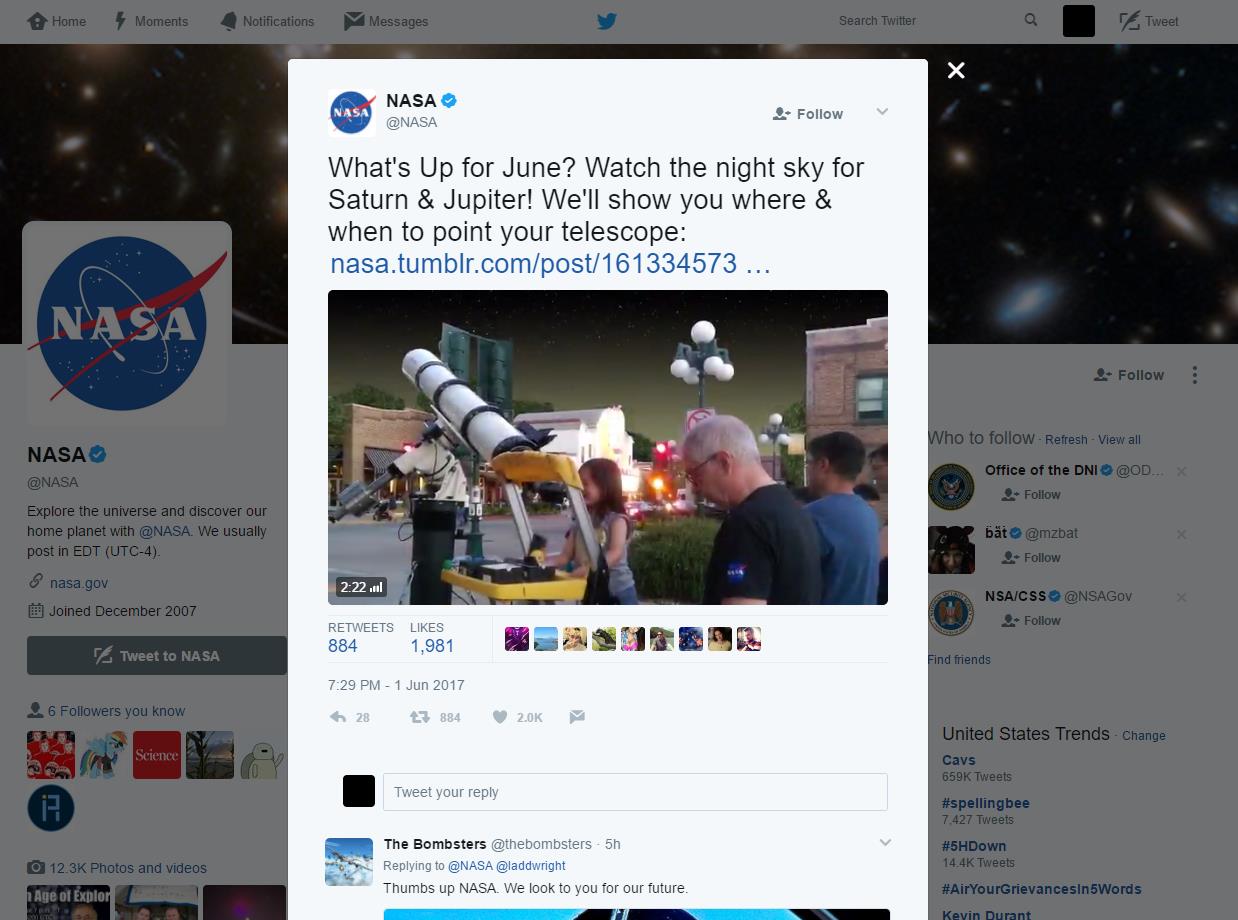 Home
Moments
Notifications
Messages
Search Twitter
Tweet
NASA
@NASA
Follow
What's Up for June? Watch the night sky for
Saturn & Jupiter! We'll show you where &
when to point your telescope:
nasa.tumblr.com/post/161334573 …
2:22
RETWEETS
884
LIKES
1,981
7:29 PM - 1 Jun 2017
28
884
2.0K
Tweet your reply
The Bombsters @thebombsters · 5h
Replying to @NASA @laddwright
Thumbs up NASA. We look to you for our future.
NASA
NASA
@NASA
Explore the universe and discover our
home planet with @NASA. We usually
post in EDT (UTC-4).
nasa.gov
Joined December 2007
Tweet to NASA
6 Followers you know
Science
12.3K Photos and videos
n Age of Explor
Follow
Who to follow · Refresh · View all
Office of the DNI @OD...
Follow
bät @mzbat
Follow
NSA/CSS @NSAGov
Follow
Find friends
United States Trends · Change
Cavs
659K Tweets
#spellingbee
7,427 Tweets
#5HDown
14.4K Tweets
#AirYourGrievancesIn5Words
Kevin Durant